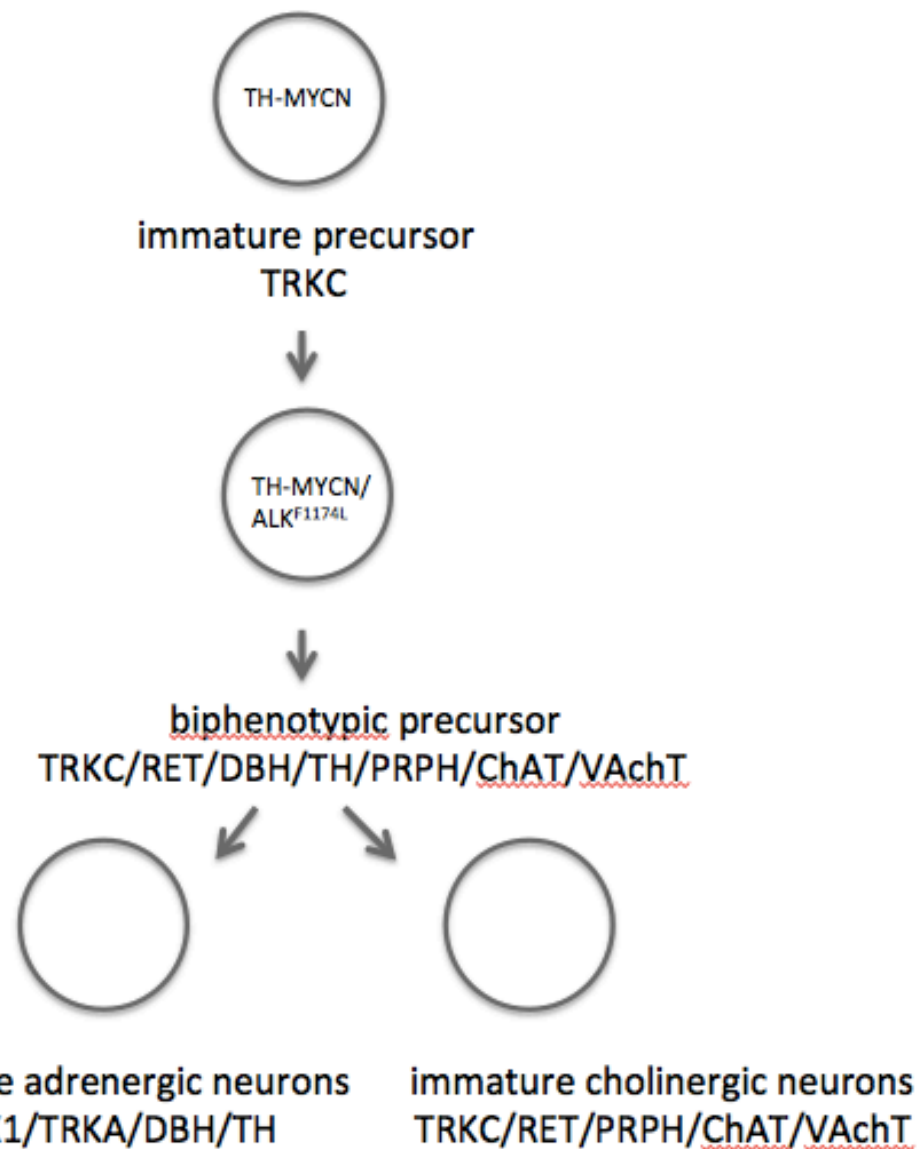 TH-MYCN
immature precursor
TRKC
TH-MYCN/
ALKF1174L
biphenotypic precursor
TRKC/RET/DBH/TH/PRPH/ChAT/VAchT
adrenergic neurons
immature cholinergic neurons
1/TRKA/DBH/TH
TRKC/RET/PRPH/ChAT/VAchT